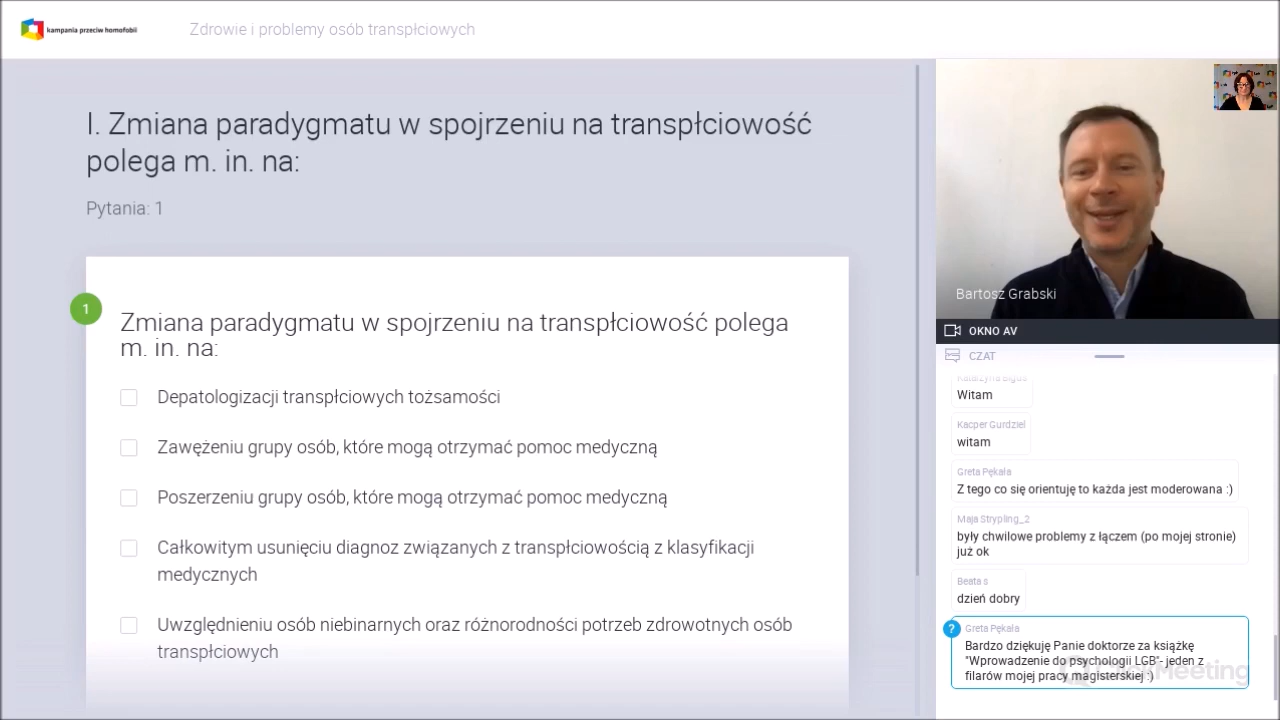 kampania przeciw homofobii
Zdrowie i problemy osób transpłciowych
I. Zmiana paradygmatu w spojrzeniu na transpłciowość
polega m. in. na:
Pytania: 1
1
Zmiana paradygmatu w spojrzeniu na transpłciowość polega
m. in. na:
Depatologizacji transpłciowych tożsamości
Zawężeniu grupy osób, które mogą otrzymać pomoc medyczną
Poszerzeniu grupy osób, które mogą otrzymać pomoc medyczną
Całkowitym usunięciu diagnoz związanych z transpłciowością z klasyfikacji
medycznych
Uwzględnieniu osób niebinarnych oraz różnorodności potrzeb zdrowotnych osób
transpłciowych
Bartosz Grabski
OKNO AV
CZAT
Witam
Kacper Gurdziel
witam
Greta Pękała
Z tego co się orientuję to każda jest moderowana :)
Maja Strypling_2
były chwilowe problemy z łączem (po mojej stronie)
już ok
Beata s
dzień dobry
?
Greta Pękała
Bardzo dziękuję Panie doktorze za książkę
"Wprowadzenie do psychologii LGB"- jeden z
filarów mojej pracy magisterskiej :)
ClickMeeting